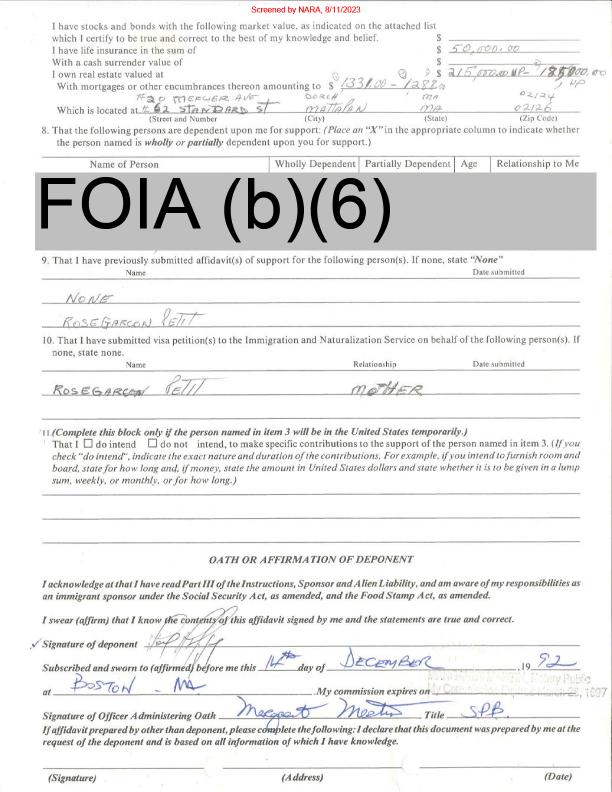 Screened by NARA, 8/11/2023
I have stocks and bonds with the following market value, as indicated on the attached list
which I certify to be true and correct to the best of my knowledge and belief. $
I have life insurance in the sum of $ 50,000.00
With a cash surrender value of $
I own real estate valued at $ 215,000.00 UP-
With mortgages or other encumbrances thereon amounting to $ 1331.00 -
#20 MERCER AVE DORCH MA 02124
Which is located at #62 STANDARD ST MATTAPAN MA 02126
(Street and Number) (City) (State) (Zip Code)
8. That the following persons are dependent upon me for support: (Place an "X" in the appropriate column to indicate whether
the person named is wholly or partially dependent upon you for support.)
Name of Person Wholly Dependent Partially Dependent Age Relationship to Me
FOIA (b)(6)
9. That I have previously submitted affidavit(s) of support for the following person(s). If none, state "None"
Name Date submitted
NONE
ROSEGARCON PETIT
10. That I have submitted visa petition(s) to the Immigration and Naturalization Service on behalf of the following person(s). If
none, state none.
Name Relationship Date submitted
ROSEGARCON PETIT MOTHER
11.(Complete this block only if the person named in item 3 will be in the United States temporarily.)
That I ☐ do intend ☐ do not intend, to make specific contributions to the support of the person named in item 3. (If you
check "do intend", indicate the exact nature and duration of the contributions. For example, if you intend to furnish room and
board, state for how long and, if money, state the amount in United States dollars and state whether it is to be given in a lump
sum, weekly, or monthly, or for how long.)
OATH OR AFFIRMATION OF DEPONENT
I acknowledge at that I have read Part III of the Instructions, Sponsor and Alien Liability, and am aware of my responsibilities as
an immigrant sponsor under the Social Security Act, as amended, and the Food Stamp Act, as amended.
I swear (affirm) that I know the contents of this affidavit signed by me and the statements are true and correct.
✓ Signature of deponent
Subscribed and sworn to (affirmed) before me this 14th day of DECEMBER , 19 92
Notary Public
at BOSTON - MA . My commission expires on
My Commission Expires March 28, 1997
Signature of Officer Administering Oath Margaret Title SPB.
If affidavit prepared by other than deponent, please complete the following: I declare that this document was prepared by me at the
request of the deponent and is based on all information of which I have knowledge.
(Signature) (Address) (Date)